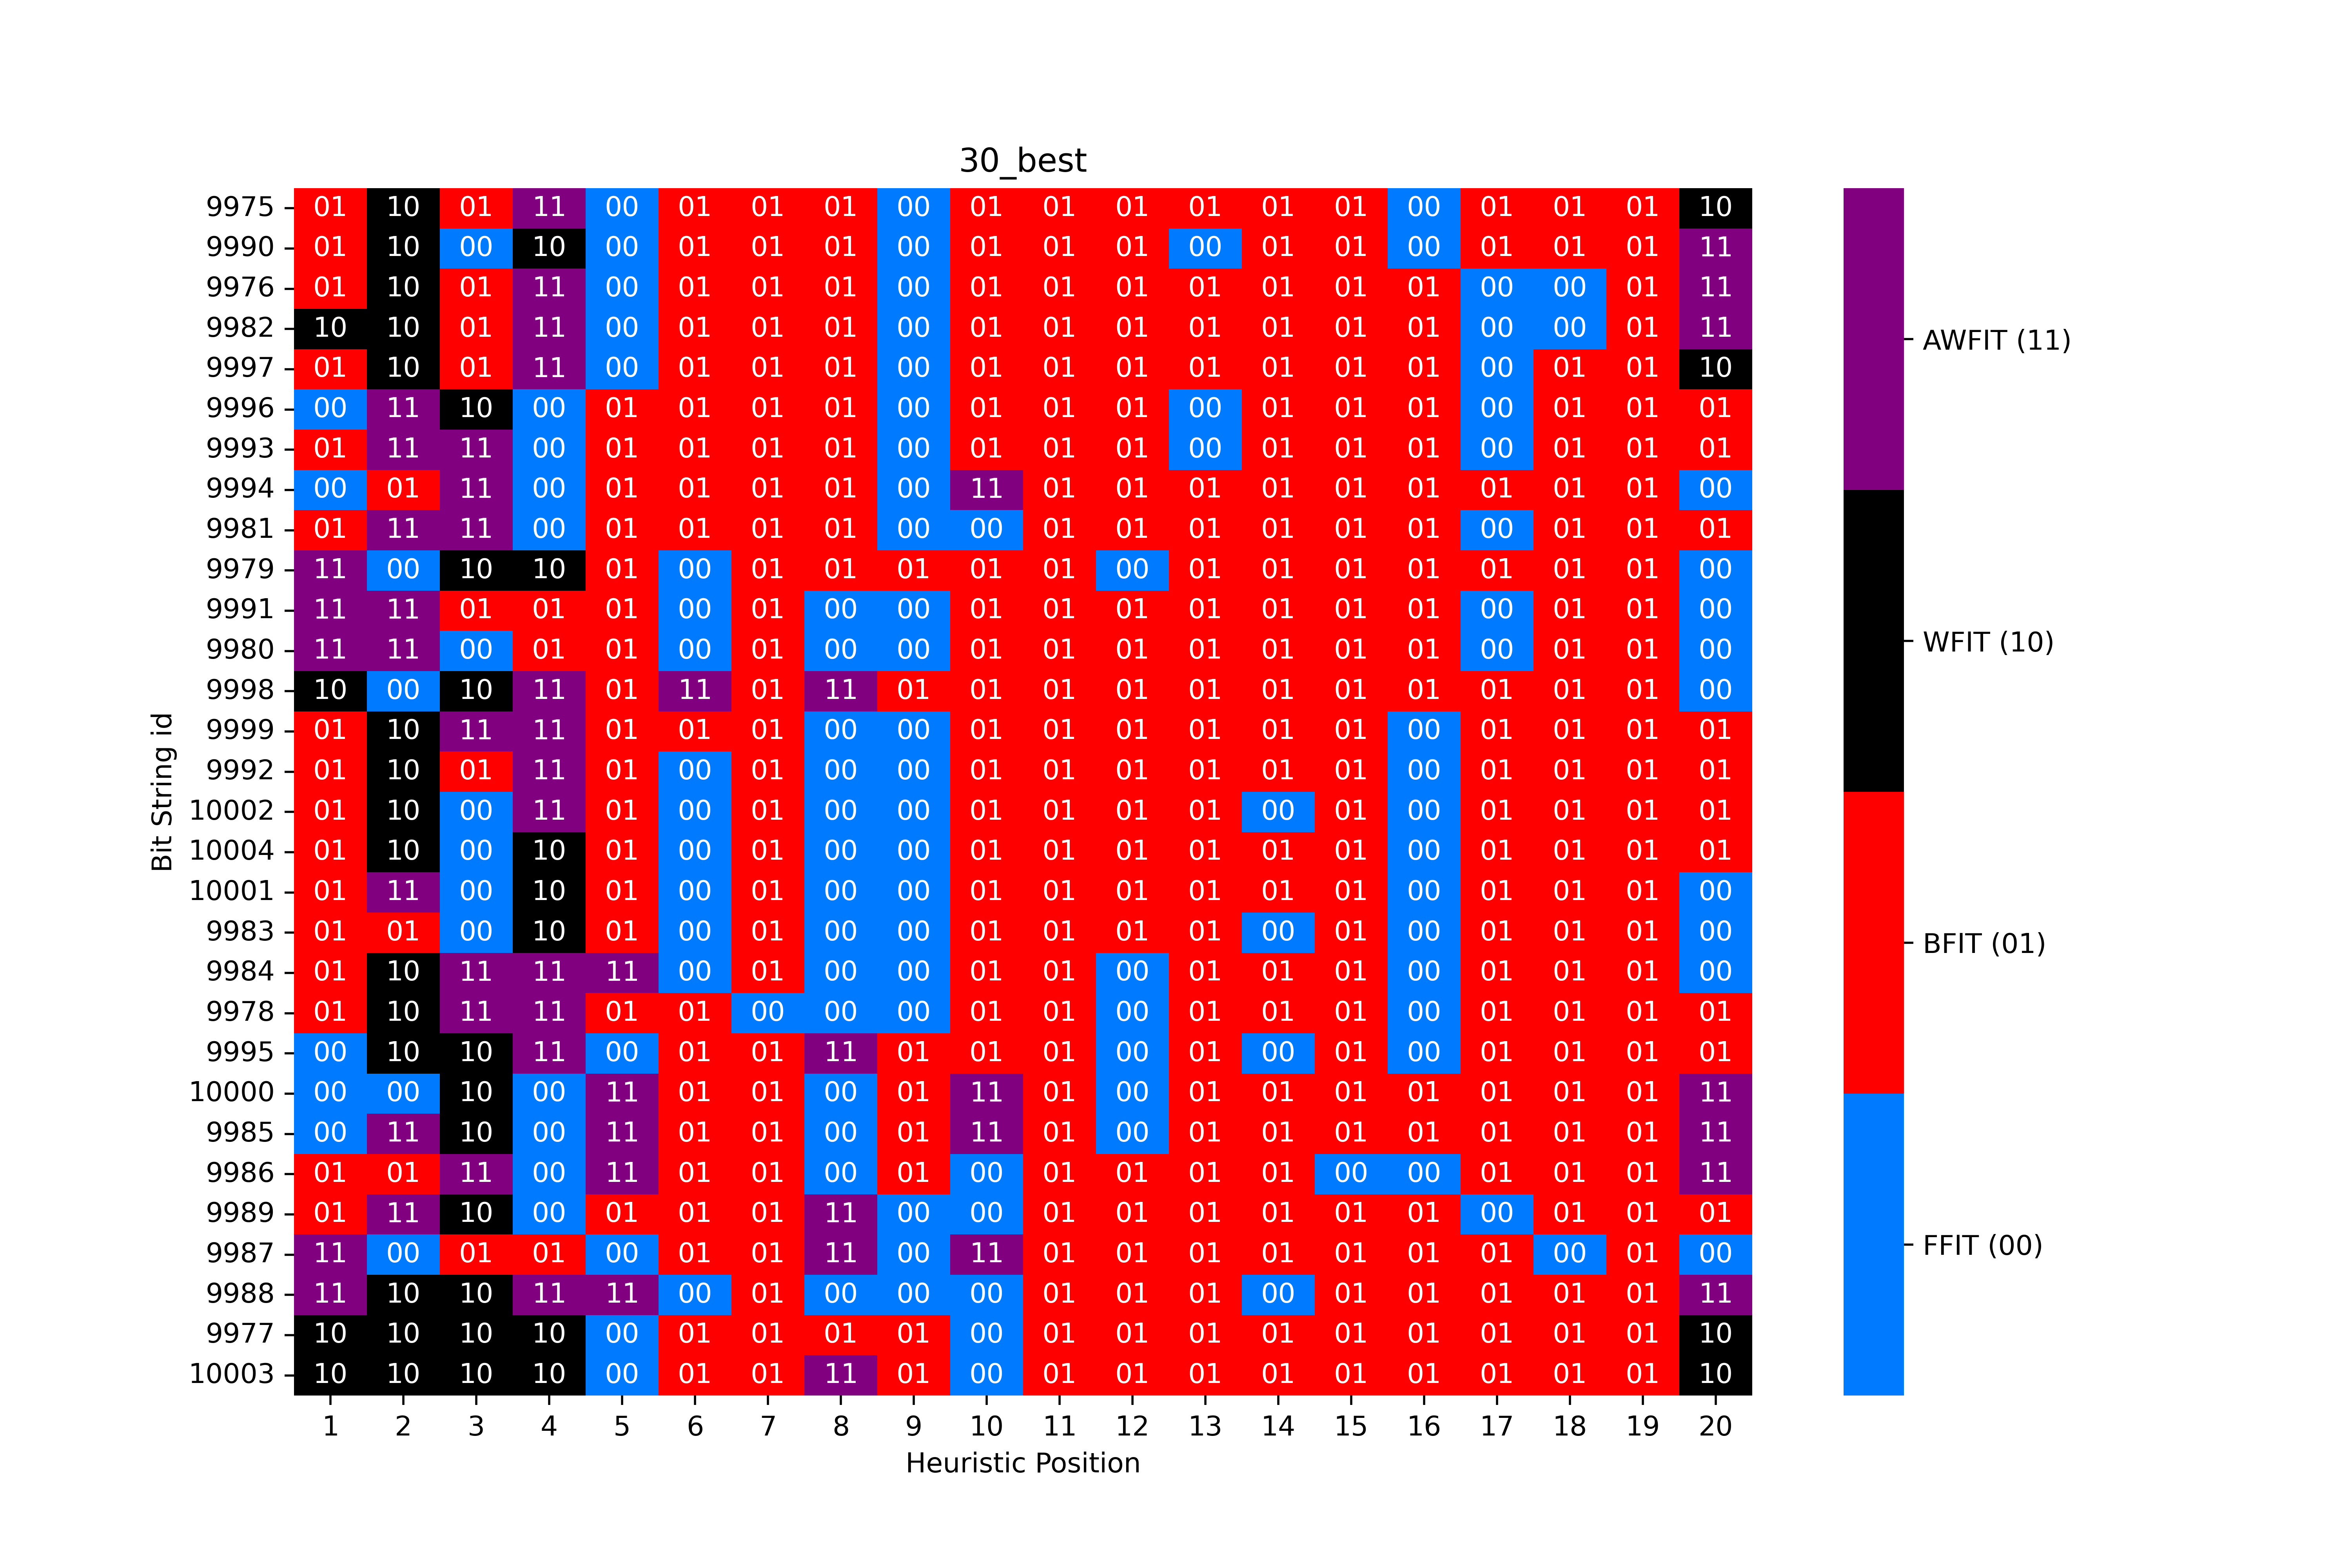 30_best
9975 01 10 01 11 00 01 01 01 00 01 01 01 01 01 01 00 01 01 01 10
9990 01 10 00 10 00 01 01 01 00 01 01 01 00 01 01 00 01 01 01 11
9976 01 10 01 11 00 01 01 01 00 01 01 01 01 01 01 01 00 00 01 11
9982 10 10 01 11 00 01 01 01 00 01 01 01 01 01 01 01 00 00 01 11
9997 01 10 01 11 00 01 01 01 00 01 01 01 01 01 01 01 00 01 01 10
9996 00 11 10 00 01 01 01 01 00 01 01 01 00 01 01 01 00 01 01 01
9993 01 11 11 00 01 01 01 01 00 01 01 01 00 01 01 01 00 01 01 01
9994 00 01 11 00 01 01 01 01 00 11 01 01 01 01 01 01 01 01 01 00
9981 01 11 11 00 01 01 01 01 00 00 01 01 01 01 01 01 00 01 01 01
9979 11 00 10 10 01 00 01 01 01 01 01 00 01 01 01 01 01 01 01 00
9991 11 11 01 01 01 00 01 00 00 01 01 01 01 01 01 01 00 01 01 00
9980 11 11 00 01 01 00 01 00 00 01 01 01 01 01 01 01 00 01 01 00
9998 10 00 10 11 01 11 01 11 01 01 01 01 01 01 01 01 01 01 01 00
9999 01 10 11 11 01 01 01 00 00 01 01 01 01 01 01 00 01 01 01 01
9992 01 10 01 11 01 00 01 00 00 01 01 01 01 01 01 00 01 01 01 01
10002 01 10 00 11 01 00 01 00 00 01 01 01 01 00 01 00 01 01 01 01
10004 01 10 00 10 01 00 01 00 00 01 01 01 01 01 01 00 01 01 01 01
10001 01 11 00 10 01 00 01 00 00 01 01 01 01 01 01 00 01 01 01 00
9983 01 01 00 10 01 00 01 00 00 01 01 01 01 00 01 00 01 01 01 00
9984 01 10 11 11 11 00 01 00 00 01 01 00 01 01 01 00 01 01 01 00
9978 01 10 11 11 01 01 00 00 00 01 01 00 01 01 01 00 01 01 01 01
9995 00 10 10 11 00 01 01 11 01 01 01 00 01 00 01 00 01 01 01 01
10000 00 00 10 00 11 01 01 00 01 11 01 00 01 01 01 01 01 01 01 11
9985 00 11 10 00 11 01 01 00 01 11 01 00 01 01 01 01 01 01 01 11
9986 01 01 11 00 11 01 01 00 01 00 01 01 01 01 00 00 01 01 01 11
9989 01 11 10 00 01 01 01 11 00 00 01 01 01 01 01 01 00 01 01 01
9987 11 00 01 01 00 01 01 11 00 11 01 01 01 01 01 01 01 00 01 00
9988 11 10 10 11 11 00 01 00 00 00 01 01 01 00 01 01 01 01 01 11
9977 10 10 10 10 00 01 01 01 01 00 01 01 01 01 01 01 01 01 01 10
10003 10 10 10 10 00 01 01 11 01 00 01 01 01 01 01 01 01 01 01 10
1 2 3 4 5 6 7 8 9 10 11 12 13 14 15 16 17 18 19 20
Heuristic Position
Bit String id
AWFIT (11)
WFIT (10)
BFIT (01)
FFIT (00)